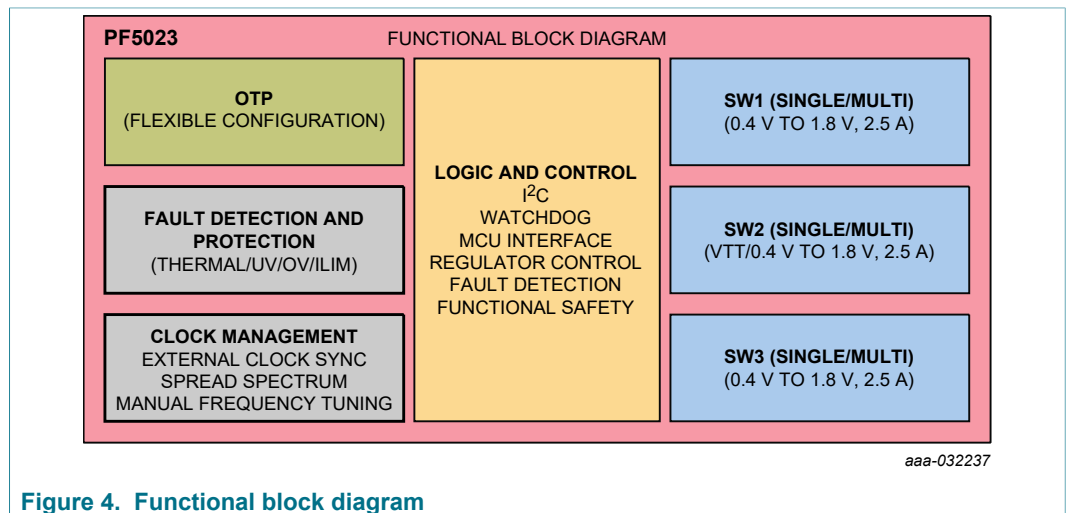 PF5023
FUNCTIONAL BLOCK DIAGRAM
OTP
(FLEXIBLE CONFIGURATION)
FAULT DETECTION AND
PROTECTION
(THERMAL/UV/OV/ILIM)
CLOCK MANAGEMENT
EXTERNAL CLOCK SYNC
SPREAD SPECTRUM
MANUAL FREQUENCY TUNING
LOGIC AND CONTROL
I2C
WATCHDOG
MCU INTERFACE
REGULATOR CONTROL
FAULT DETECTION
FUNCTIONAL SAFETY
SW1 (SINGLE/MULTI)
(0.4 V TO 1.8 V, 2.5 A)
SW2 (SINGLE/MULTI)
(VTT/0.4 V TO 1.8 V, 2.5 A)
SW3 (SINGLE/MULTI)
(0.4 V TO 1.8 V, 2.5 A)
aaa-032237
Figure 4. Functional block diagram